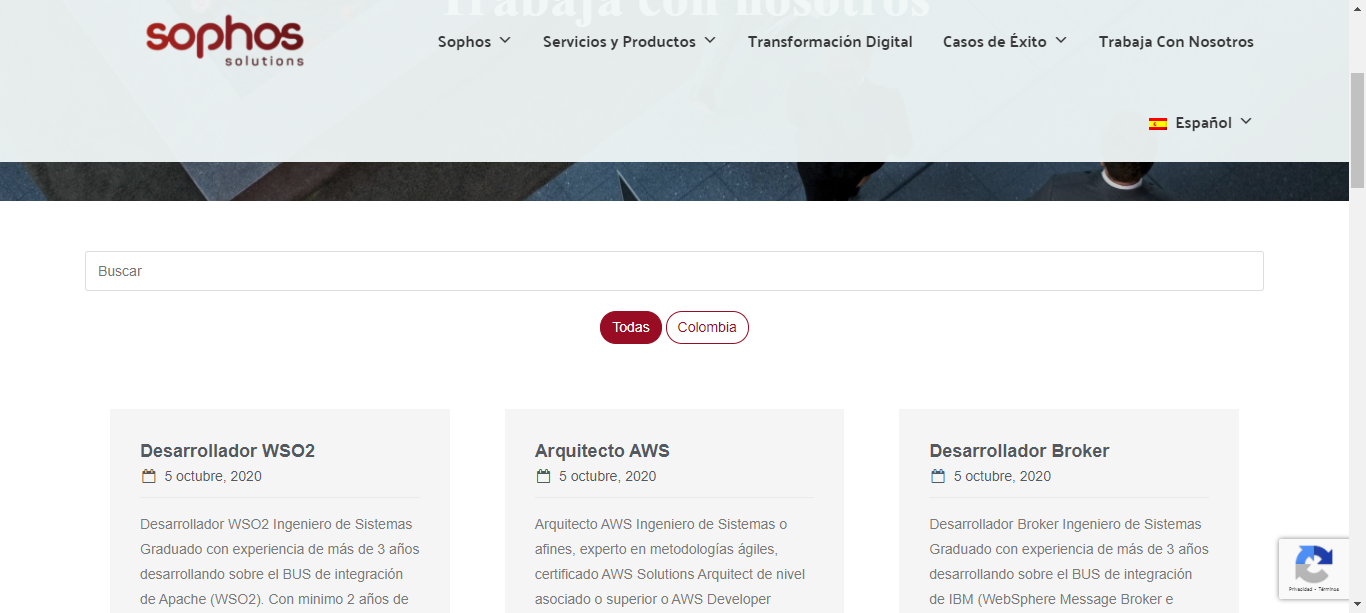 Trabaja con nosotros
sophos
solutions
Sophos
Servicios y Productos
Transformación Digital
Casos de Éxito
Trabaja Con Nosotros
Español
Buscar
Todas
Colombia
Desarrollador WSO2
5 octubre, 2020
Desarrollador WSO2 Ingeniero de Sistemas
Graduado con experiencia de más de 3 años
desarrollando sobre el BUS de integración
de Apache (WSO2). Con minimo 2 años de
Arquitecto AWS
5 octubre, 2020
Arquitecto AWS Ingeniero de Sistemas o
afines, experto en metodologías ágiles,
certificado AWS Solutions Arquitect de nivel
asociado o superior o AWS Developer
Desarrollador Broker
5 octubre, 2020
Desarrollador Broker Ingeniero de Sistemas
Graduado con experiencia de más de 3 años
desarrollando sobre el BUS de integración
de IBM (WebSphere Message Broker e
Privacidad - Términos